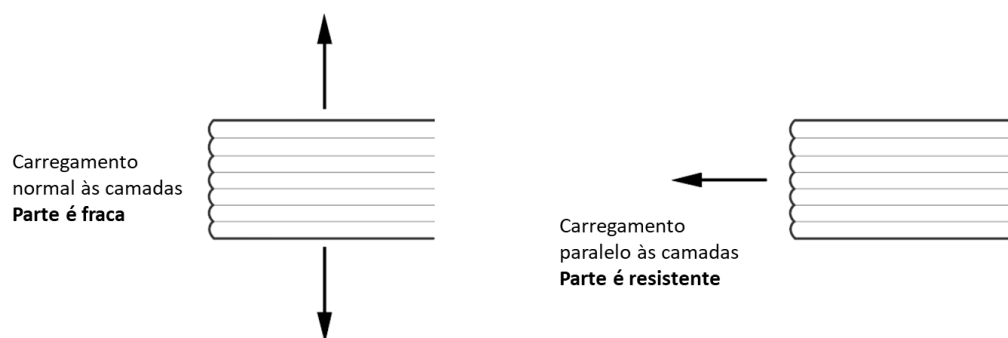 Carregamento
normal às camadas
Parte é fraca
Carregamento
paralelo às camadas
Parte é resistente